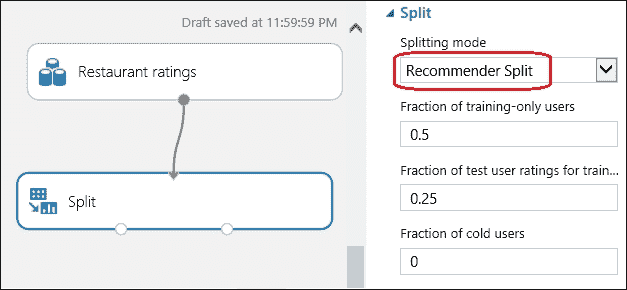 Draft saved at 11:59:59 PM
Restaurant ratings
Split
Split
Splitting mode
Recommender Split
Fraction of training-only users
0.5
Fraction of test user ratings for train...
0.25
Fraction of cold users
0